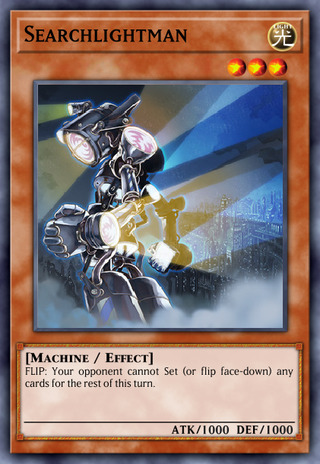 Searchlightman
LIGHT
光
[Machine / Effect]
FLIP: Your opponent cannot Set (or flip face-down) any
cards for the rest of this turn.
ATK/1000 DEF/1000